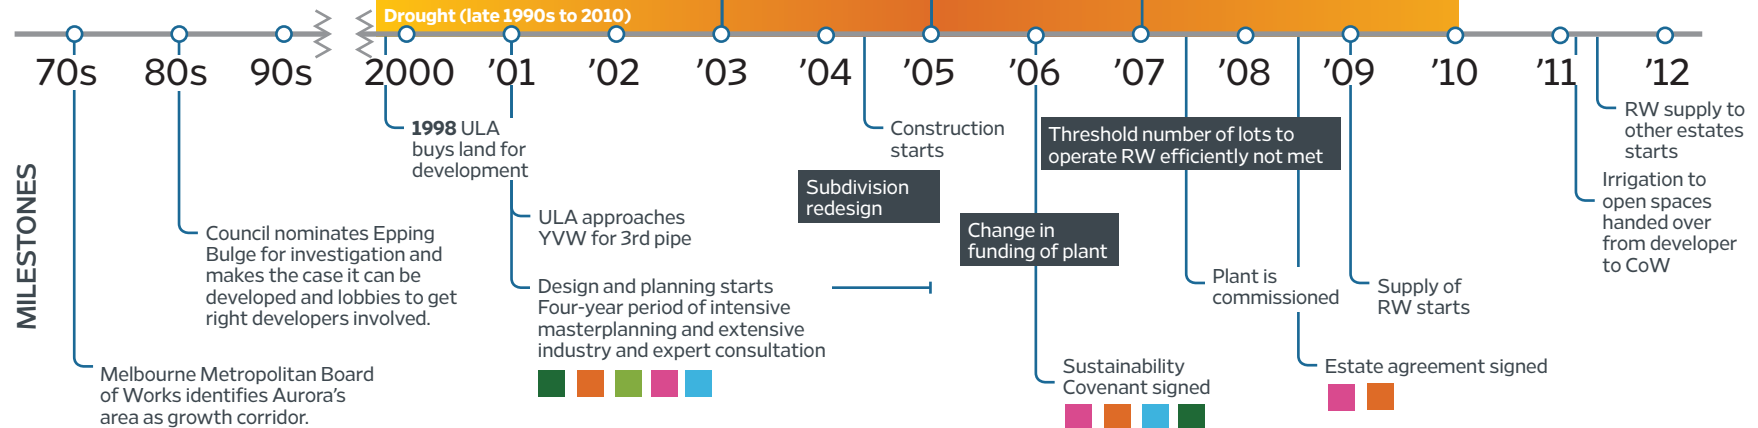 Drought (late 1990s to 2010)
70s
80s
90s
2000
’01
’02
’03
’04
’05
’06
’07
’08
’09
’10
’11
’12
MILESTONES
Melbourne Metropolitan Board
of Works identifies Aurora’s
area as growth corridor.
Council nominates Epping
Bulge for investigation and
makes the case it can be
developed and lobbies to get
right developers involved.
1998 ULA
buys land for
development
ULA approaches
YVW for 3rd pipe
Design and planning starts
Four-year period of intensive
masterplanning and extensive
industry and expert consultation
Construction
starts
Subdivision
redesign
Change in
funding of plant
Threshold number of lots to
operate RW efficiently not met
Sustainability
Covenant signed
Plant is
commissioned
Estate agreement signed
Supply of
RW starts
Irrigation to
open spaces
handed over
from developer
to CoW
RW supply to
other estates
starts